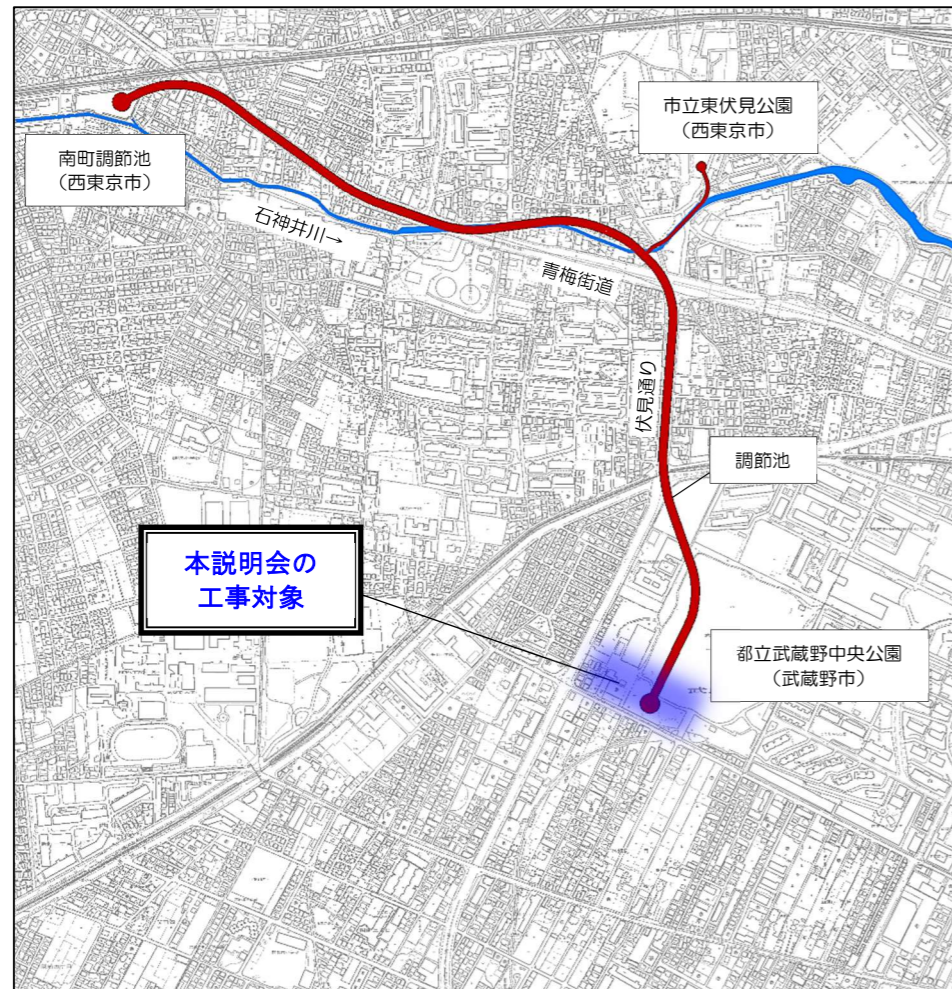 市立東伏見公園
（西東京市）
南町調節池
（西東京市）
石神井川→
青梅街道
伏見通り
調節池
本説明会の
工事対象
都立武蔵野中央公園
（武蔵野市）